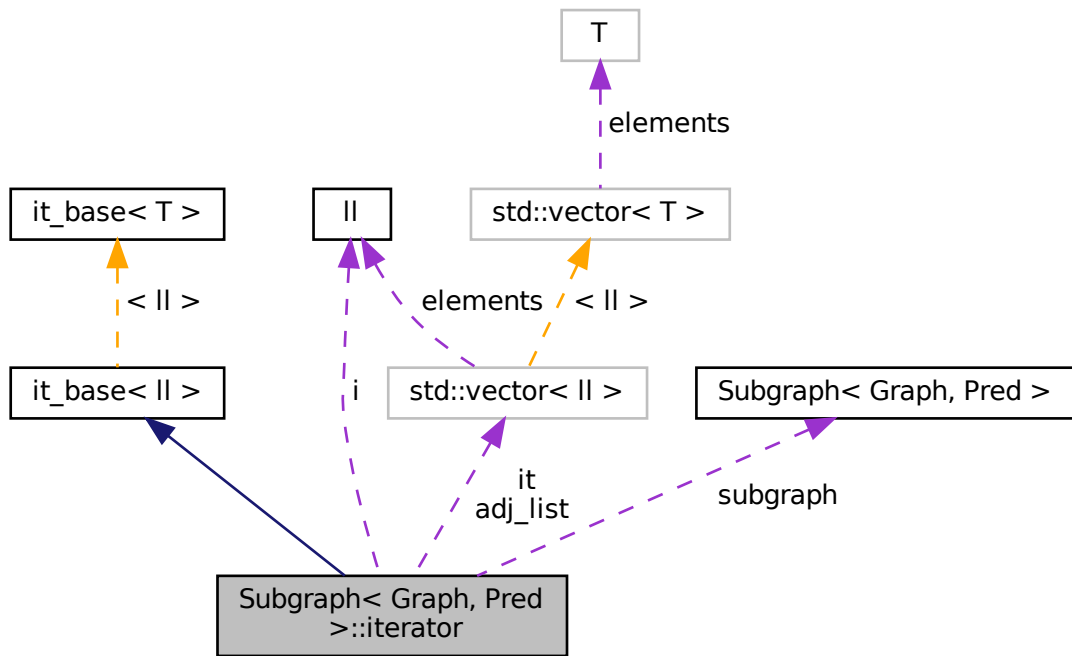 T
elements
it_base< T >
ll
std::vector< T >
< ll >
elements
< ll >
it_base< ll >
i
std::vector< ll >
Subgraph< Graph, Pred >
it
adj_list
subgraph
Subgraph< Graph, Pred
>::iterator